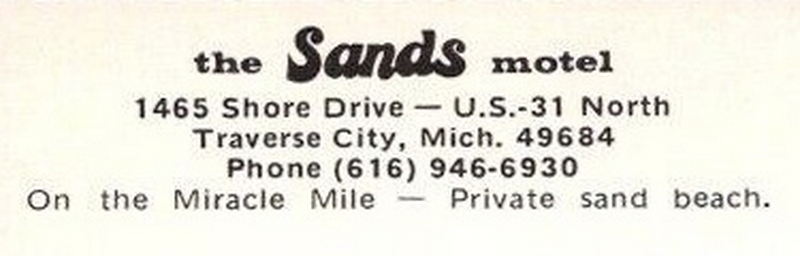 the Sands motel
1465 Shore Drive — U.S.-31 North
Traverse City, Mich. 49684
Phone (616) 946-6930
On the Miracle Mile — Private sand beach.